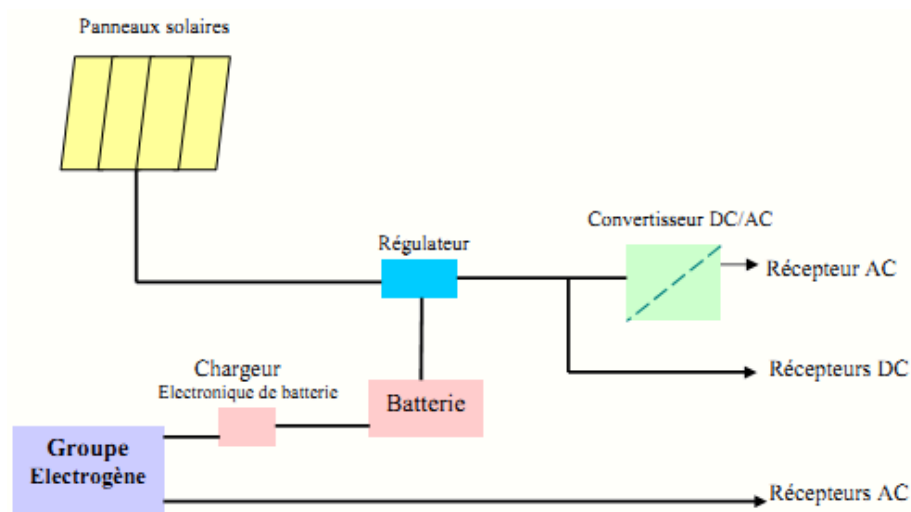 Panneaux solaires
Convertisseur DC/AC
Régulateur
Récepteur AC
Chargeur
Electronique de batterie
Récepteurs DC
Batterie
Groupe
Electrogène
Récepteurs AC